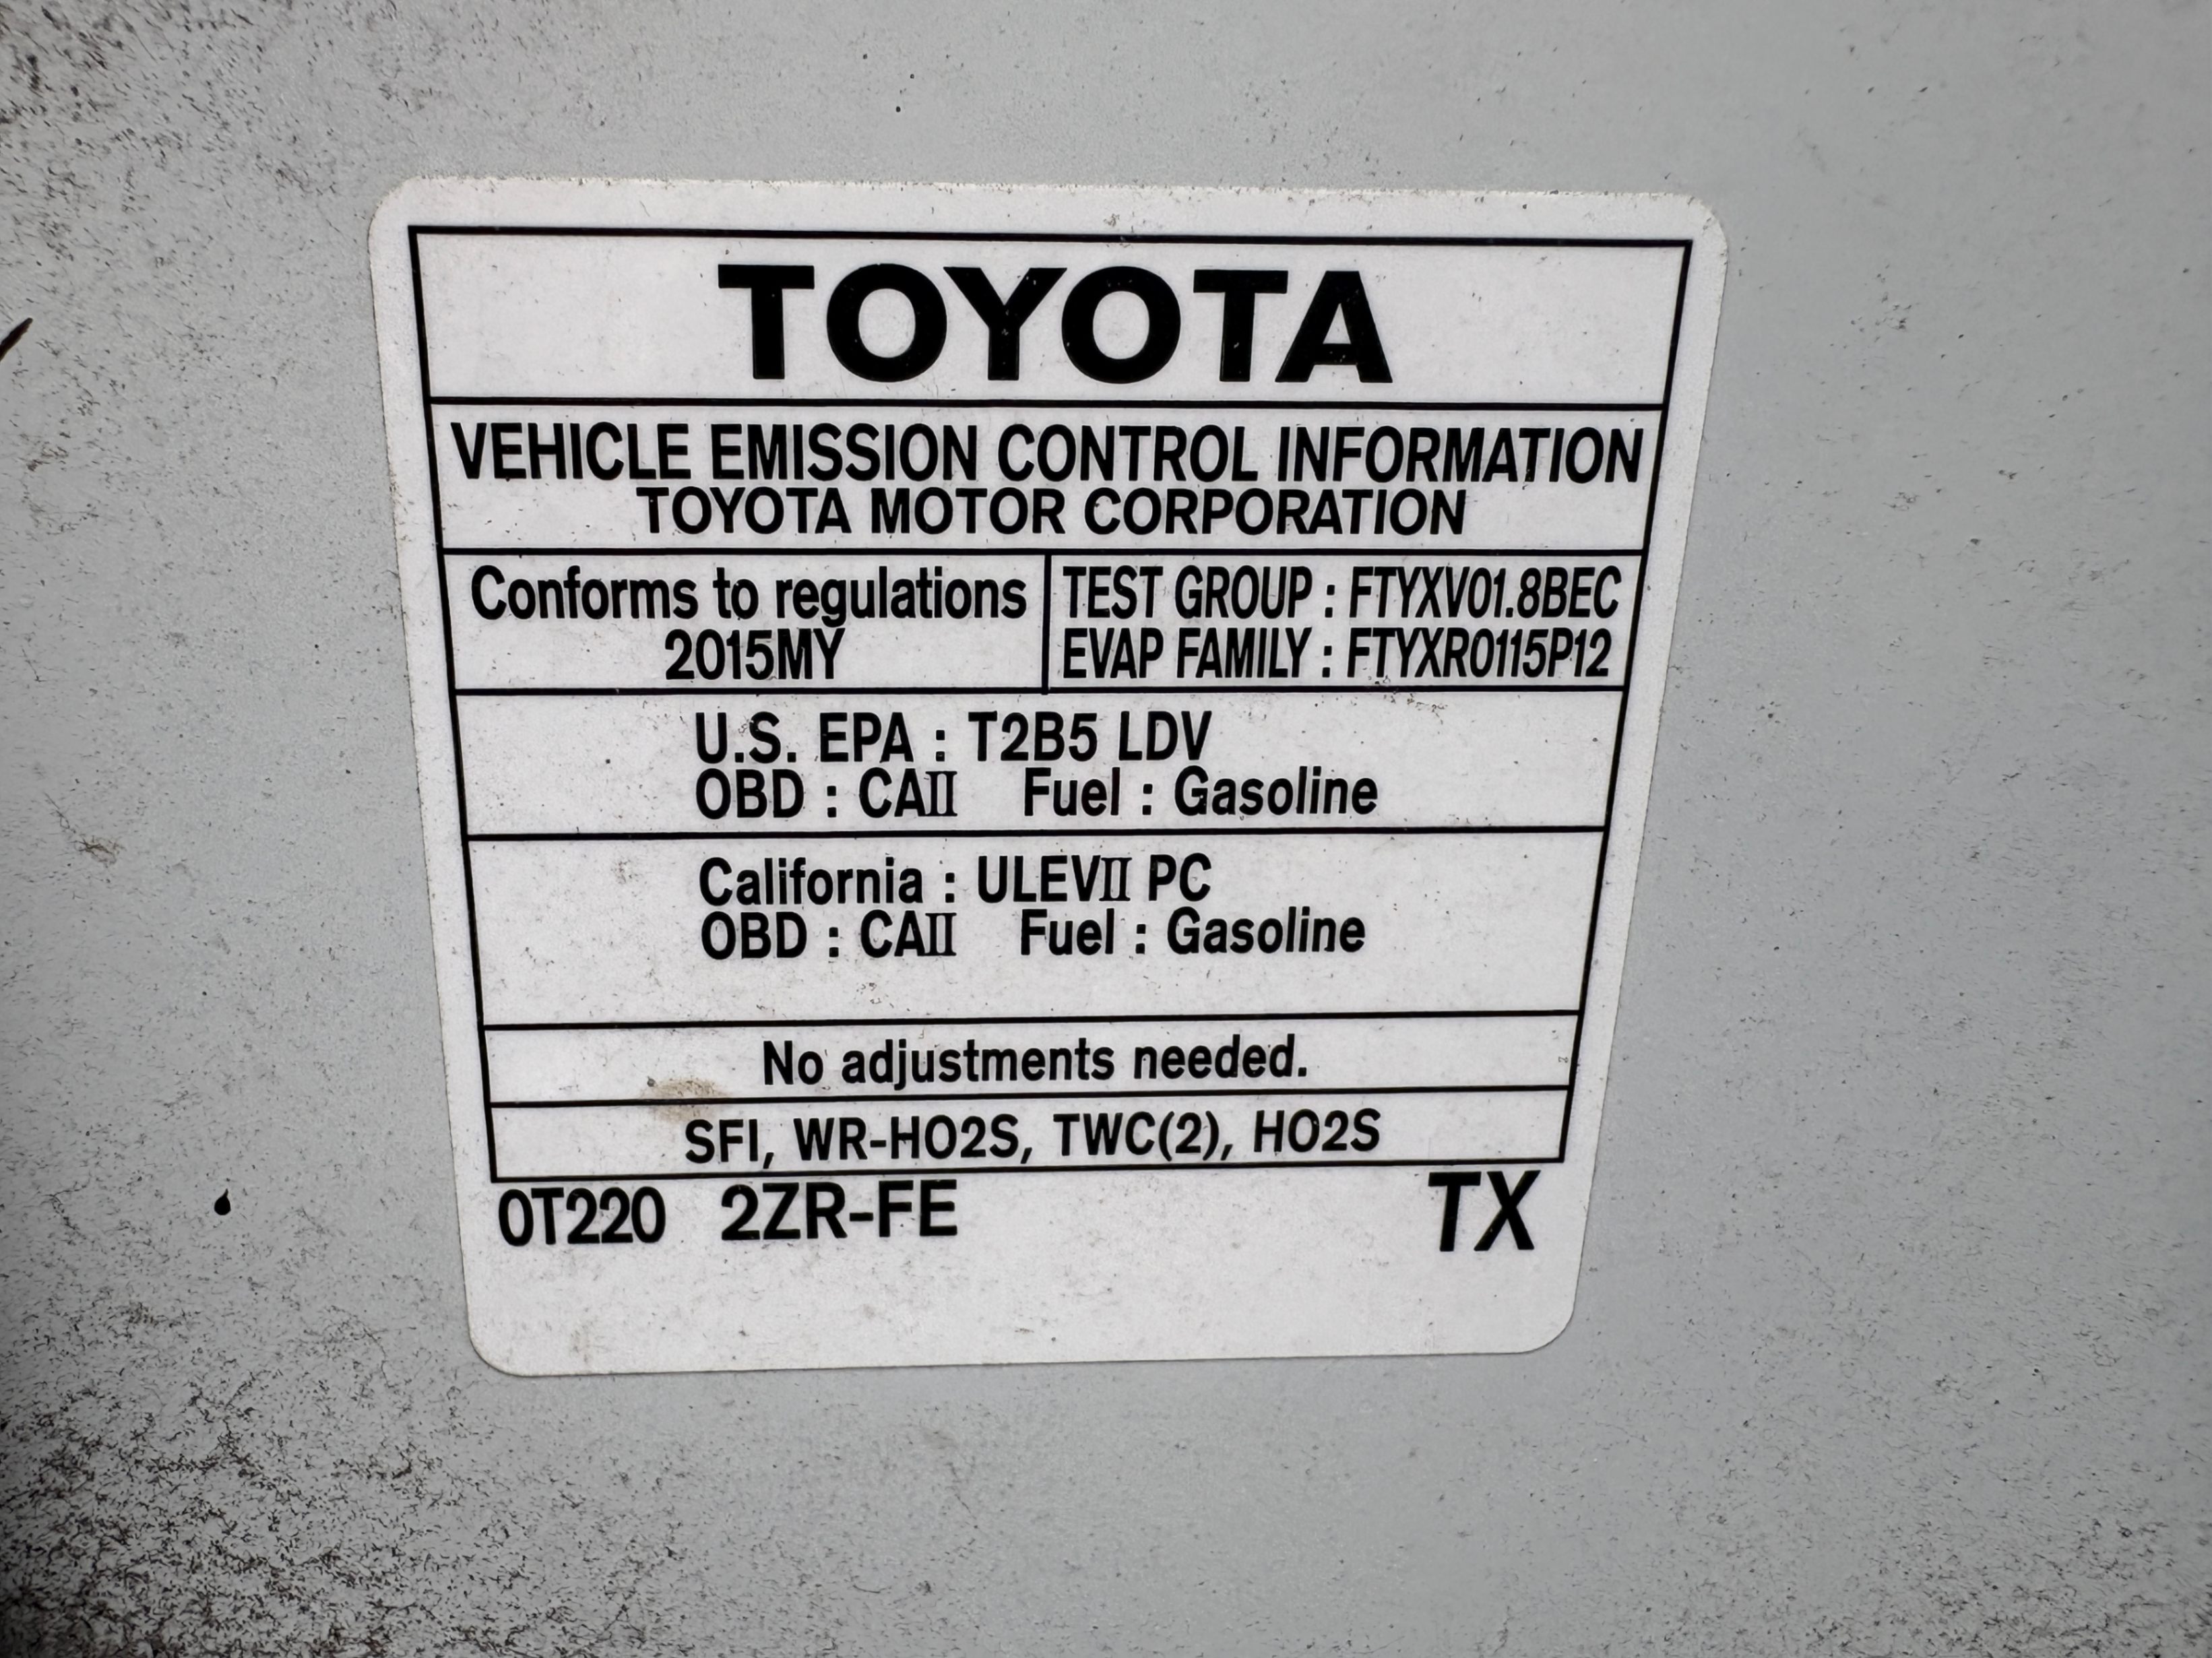 TOYOTA
VEHICLE EMISSION CONTROL INFORMATION
TOYOTA MOTOR CORPORATION
Conforms to regulations
2015MY
TEST GROUP : FTYXV01.8BEC
EVAP FAMILY : FTYXR0115P12
U.S. EPA : T2B5 LDV
OBD : CAII Fuel : Gasoline
California : ULEVII PC
OBD : CAII Fuel : Gasoline
No adjustments needed.
SFI, WR-HO2S, TWC(2), HO2S
0T220 2ZR-FE TX